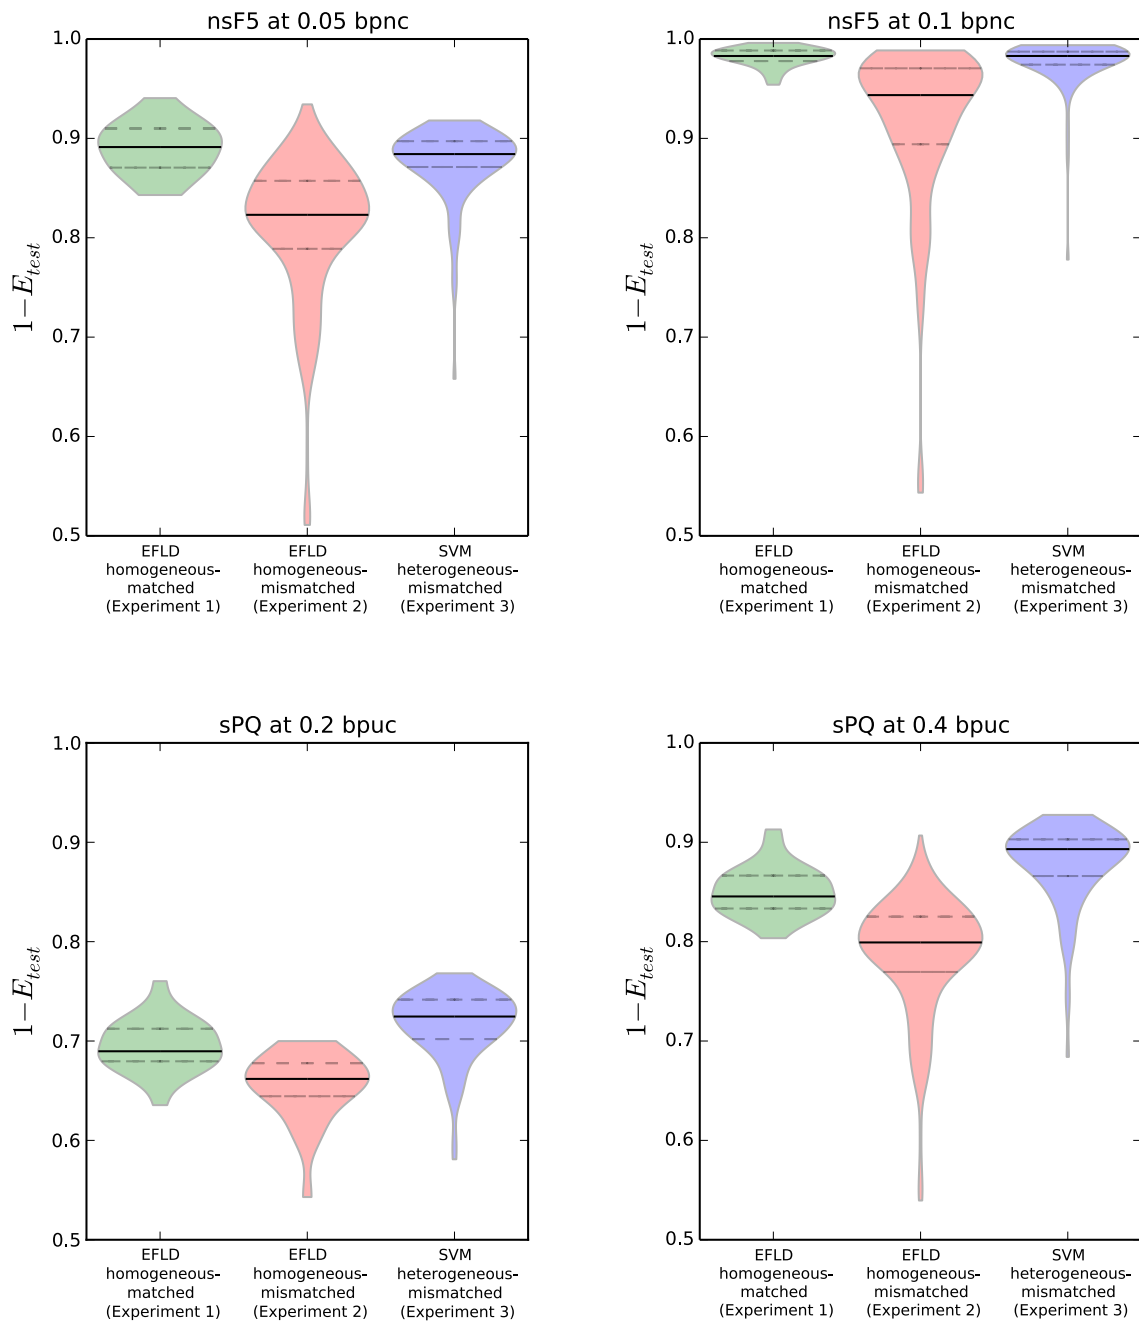 nsF5 at 0.05 bpnc
1.0
0.9
0.8
0.7
0.6
0.5
1−E_test
EFLD
homogeneous-
matched
(Experiment 1)
EFLD
homogeneous-
mismatched
(Experiment 2)
SVM
heterogeneous-
mismatched
(Experiment 3)
nsF5 at 0.1 bpnc
1.0
0.9
0.8
0.7
0.6
0.5
1−E_test
EFLD
homogeneous-
matched
(Experiment 1)
EFLD
homogeneous-
mismatched
(Experiment 2)
SVM
heterogeneous-
mismatched
(Experiment 3)
sPQ at 0.2 bpuc
1.0
0.9
0.8
0.7
0.6
0.5
1−E_test
EFLD
homogeneous-
matched
(Experiment 1)
EFLD
homogeneous-
mismatched
(Experiment 2)
SVM
heterogeneous-
mismatched
(Experiment 3)
sPQ at 0.4 bpuc
1.0
0.9
0.8
0.7
0.6
0.5
1−E_test
EFLD
homogeneous-
matched
(Experiment 1)
EFLD
homogeneous-
mismatched
(Experiment 2)
SVM
heterogeneous-
mismatched
(Experiment 3)